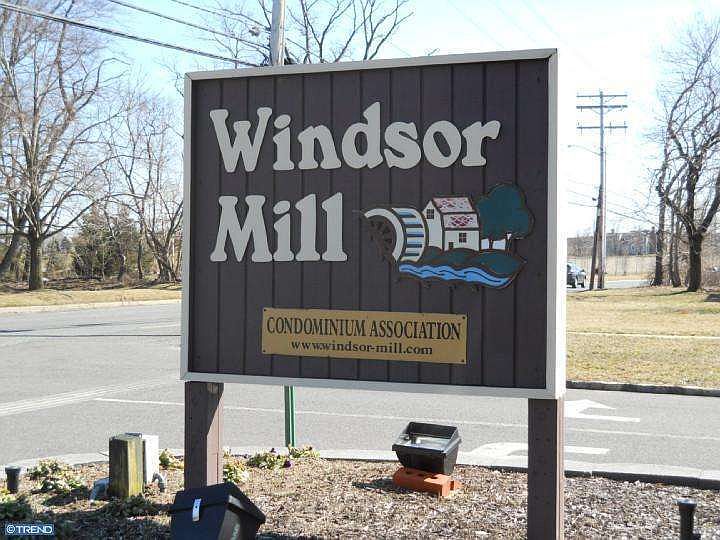 Windsor
Mill
CONDOMINIUM ASSOCIATION
www.windsor-mill.com
©TREND